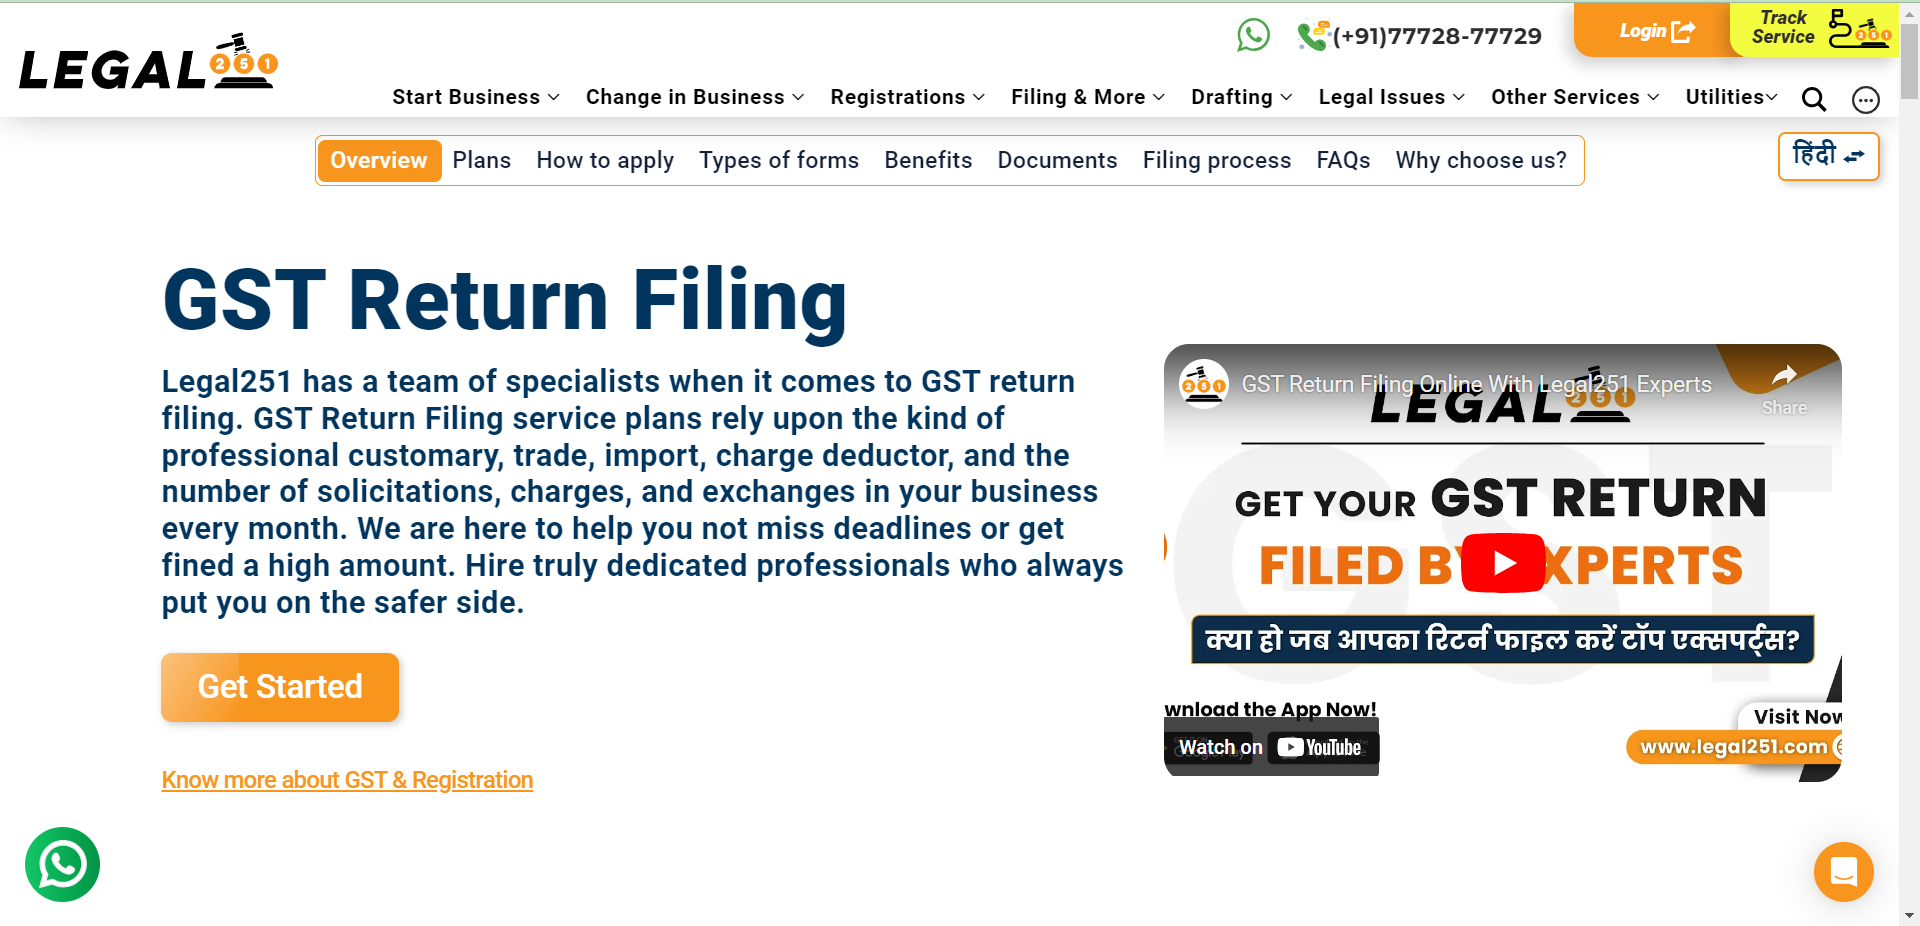 LEGAL 251
(+91)77728-77729
Login
Track
Service
Start Business
Change in Business
Registrations
Filing & More
Drafting
Legal Issues
Other Services
Utilities
Overview
Plans
How to apply
Types of forms
Benefits
Documents
Filing process
FAQs
Why choose us?
हिंदी
GST Return Filing
Legal251 has a team of specialists when it comes to GST return
filing. GST Return Filing service plans rely upon the kind of
professional customary, trade, import, charge deductor, and the
number of solicitations, charges, and exchanges in your business
every month. We are here to help you not miss deadlines or get
fined a high amount. Hire truly dedicated professionals who always
put you on the safer side.
Get Started
Know more about GST & Registration
251
GST Return Filing Online With Legal251 Experts
Share
LEGAL 251
GST
GET YOUR GST RETURN
FILED BY EXPERTS
क्या हो जब आपका रिटर्न फाइल करें टॉप एक्सपर्ट्स?
wnload the App Now!
Watch on YouTube
Visit Now
www.legal251.com